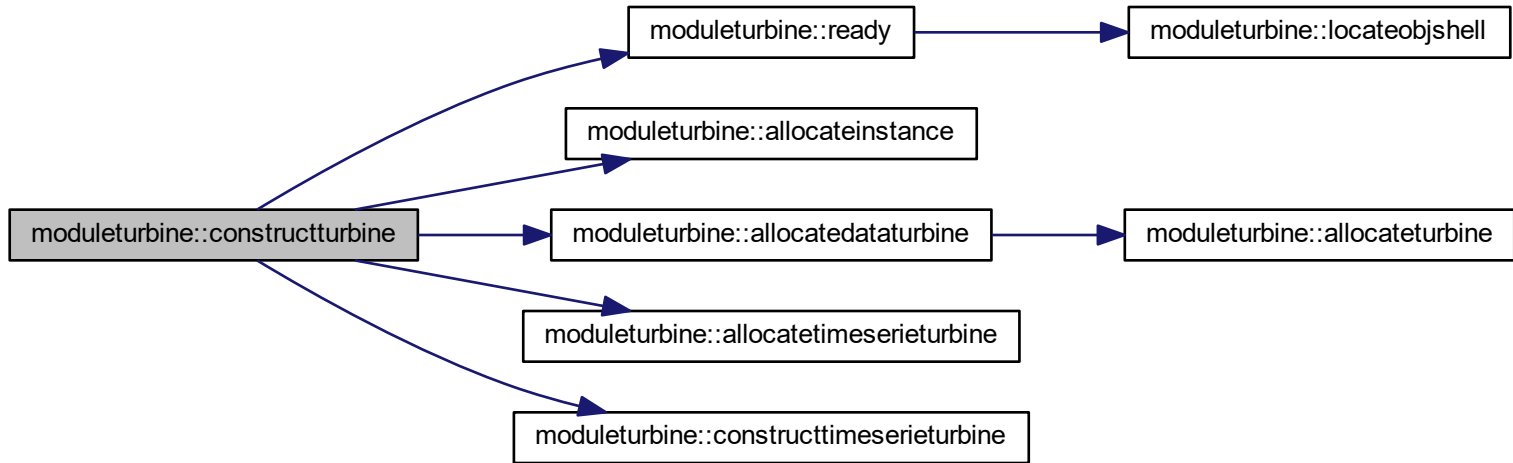 moduleturbine::ready
moduleturbine::locateobjshell
moduleturbine::allocateinstance
moduleturbine::constructturbine
moduleturbine::allocatedataturbine
moduleturbine::allocateturbine
moduleturbine::allocatetimeserieturbine
moduleturbine::constructtimeserieturbine